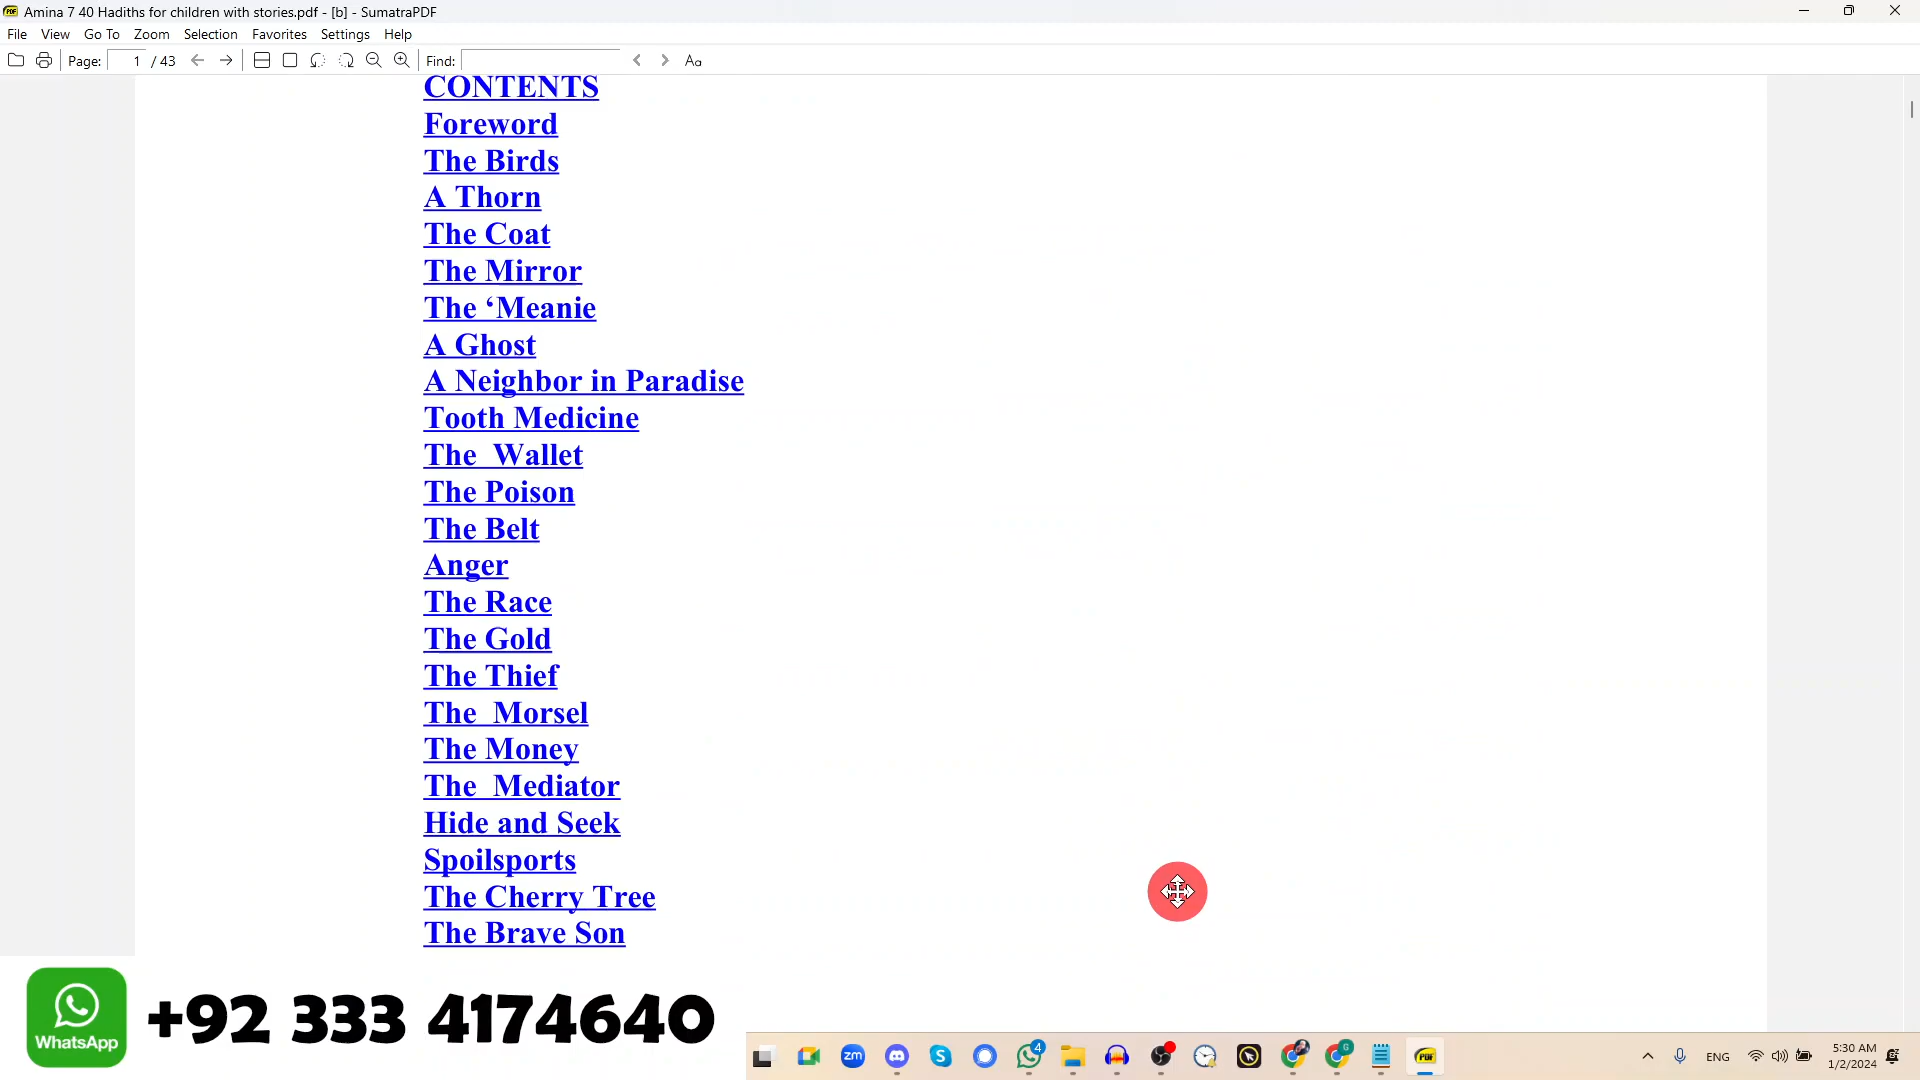 Amina 7 40 Hadiths for children with stories.pdf - [b] - SumatraPDF
File View Go To Zoom Selection Favorites Settings Help
Page: 1 / 43 Find: Aa
CONTENTS
Foreword
The Birds
A Thorn
The Coat
The Mirror
The ‘Meanie
A Ghost
A Neighbor in Paradise
Tooth Medicine
The  Wallet
The Poison
The Belt
Anger
The Race
The Gold
The Thief
The  Morsel
The Money
The  Mediator
Hide and Seek
Spoilsports
The Cherry Tree
The Brave Son
WhatsApp
+92 333 4174640
zm
4
G
PDF
ENG
5:30 AM
1/2/2024